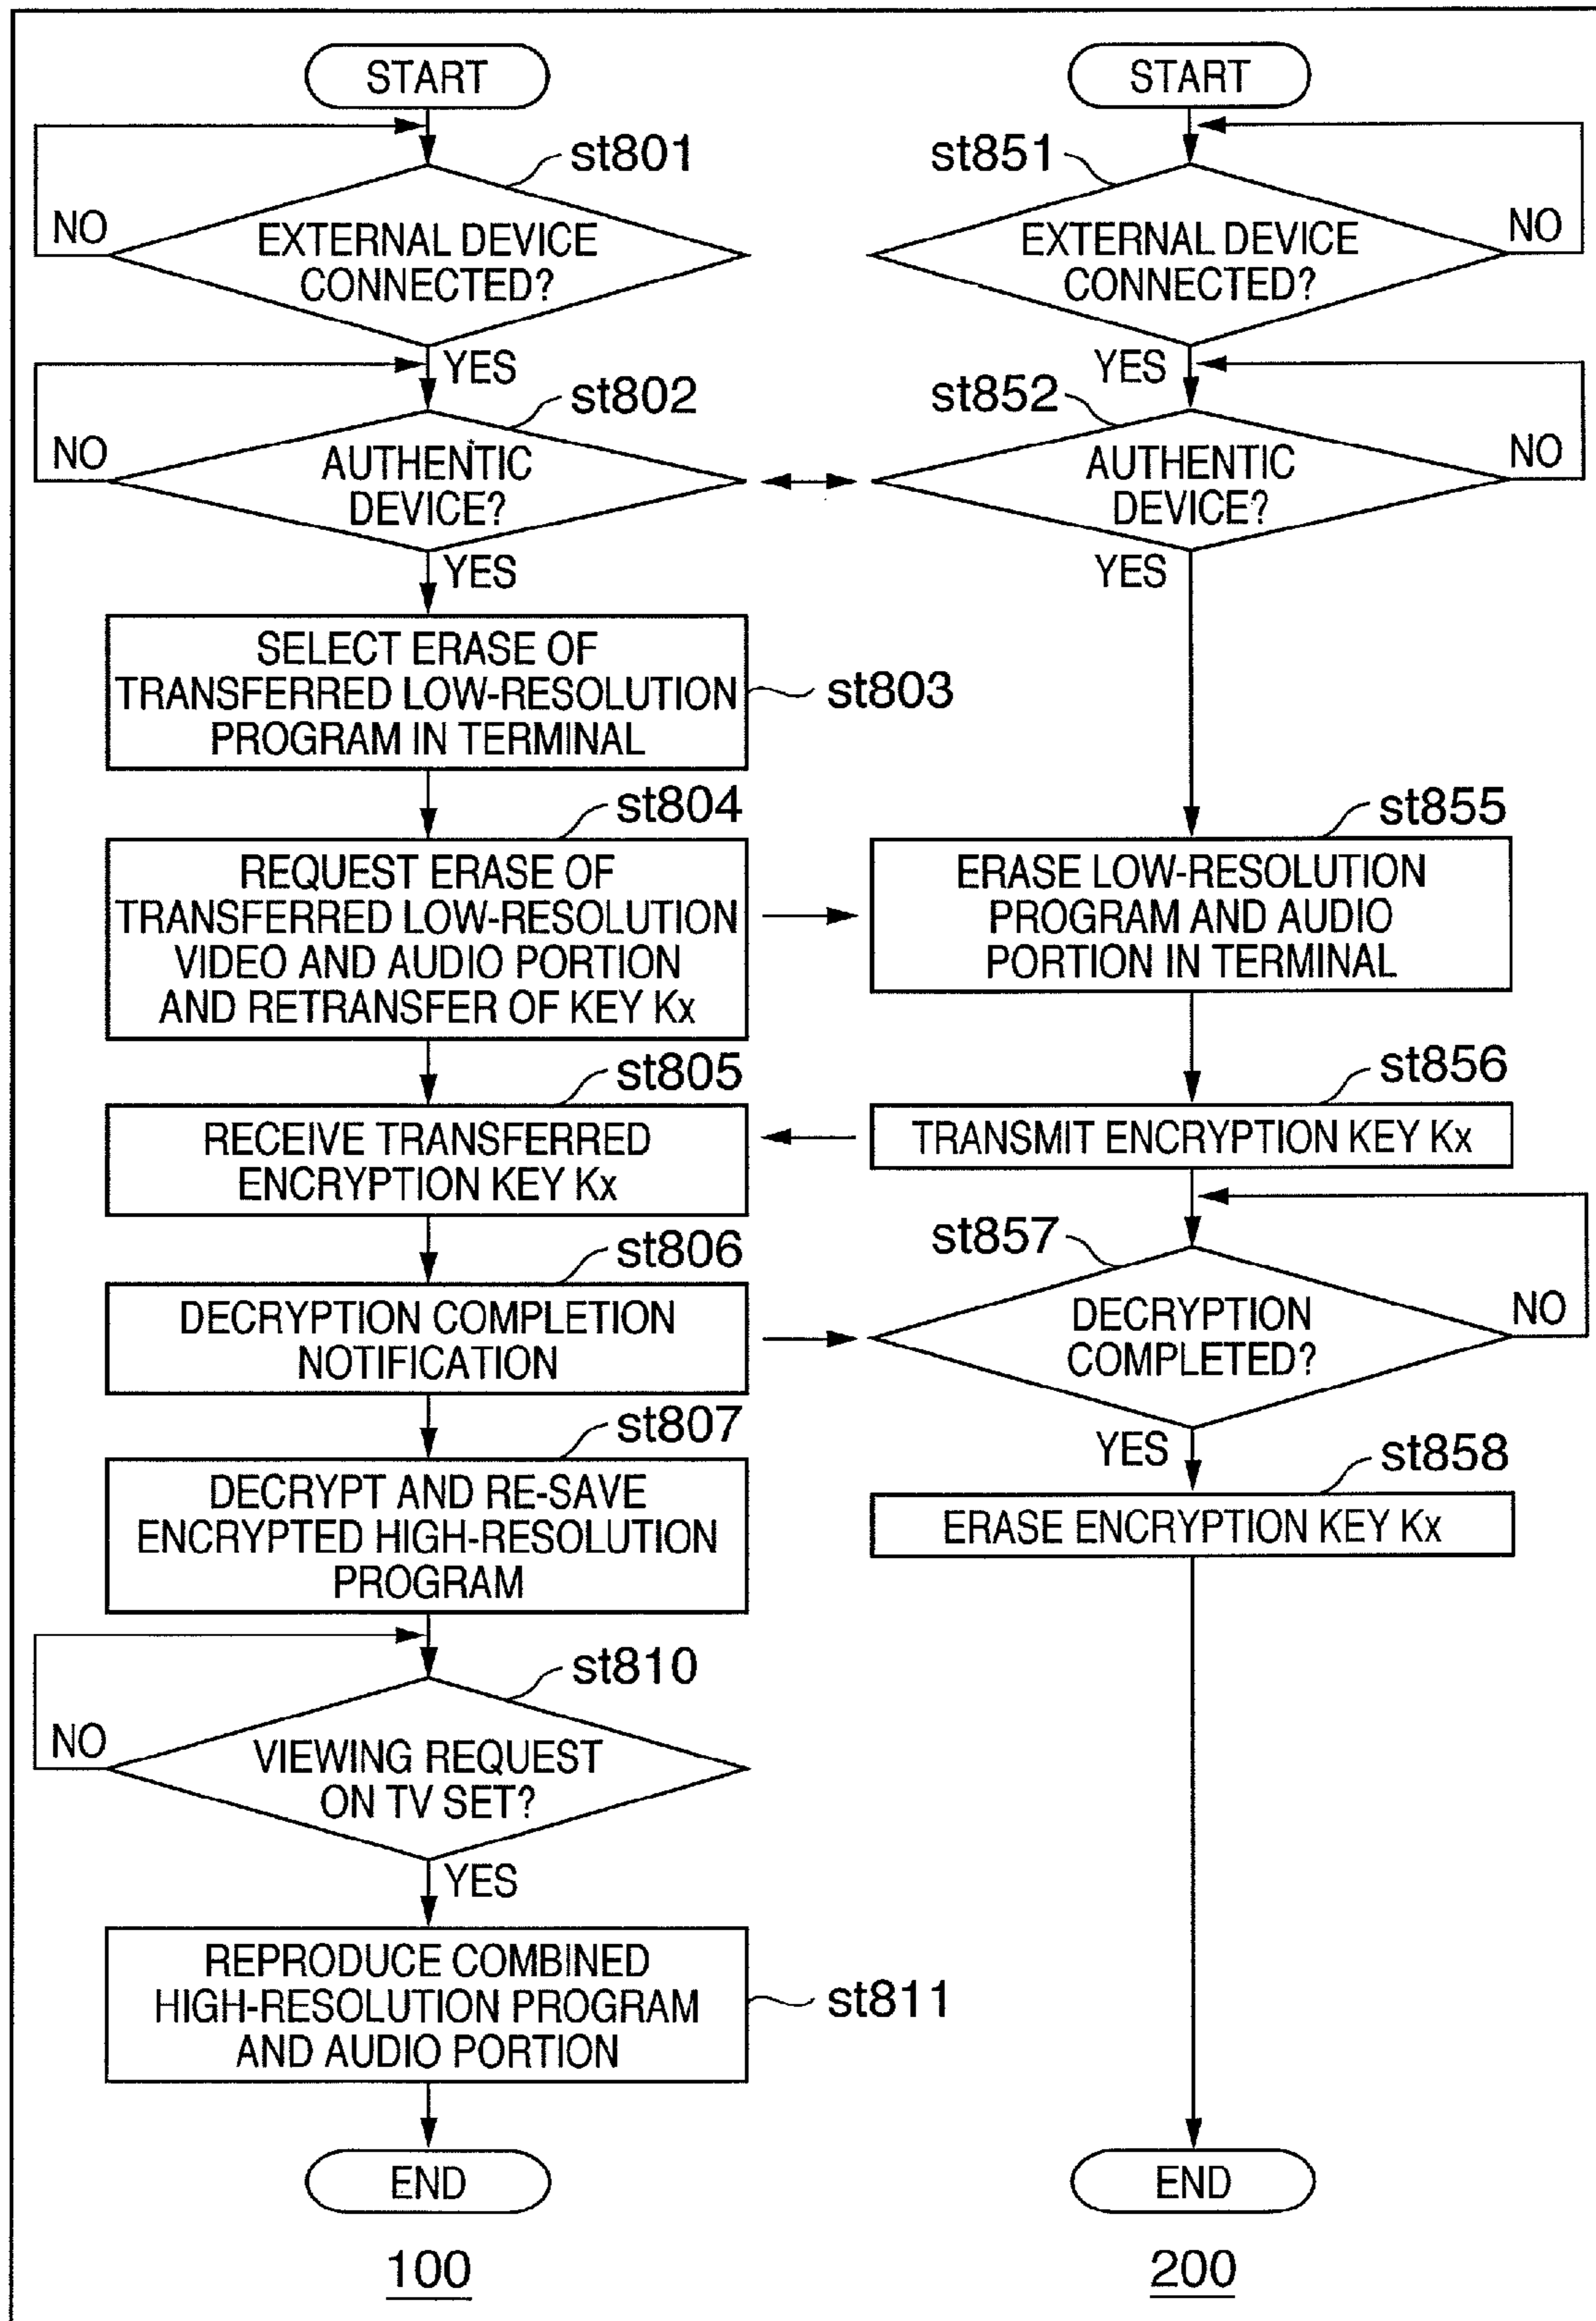 START
st801
NO
EXTERNAL DEVICE
CONNECTED?
YES
st802
NO
AUTHENTIC
DEVICE?
YES
SELECT ERASE OF
TRANSFERRED LOW-RESOLUTION
PROGRAM IN TERMINAL
st803
st804
REQUEST ERASE OF
TRANSFERRED LOW-RESOLUTION
VIDEO AND AUDIO PORTION
AND RETRANSFER OF KEY Kx
st805
RECEIVE TRANSFERRED
ENCRYPTION KEY Kx
st806
DECRYPTION COMPLETION
NOTIFICATION
st807
DECRYPT AND RE-SAVE
ENCRYPTED HIGH-RESOLUTION
PROGRAM
st810
NO
VIEWING REQUEST
ON TV SET?
YES
REPRODUCE COMBINED
HIGH-RESOLUTION PROGRAM
AND AUDIO PORTION
st811
END
100
START
st851
NO
EXTERNAL DEVICE
CONNECTED?
YES
st852
NO
AUTHENTIC
DEVICE?
YES
st855
ERASE LOW-RESOLUTION
PROGRAM AND AUDIO
PORTION IN TERMINAL
st856
TRANSMIT ENCRYPTION KEY Kx
st857
DECRYPTION
COMPLETED?
NO
YES
st858
ERASE ENCRYPTION KEY Kx
END
200